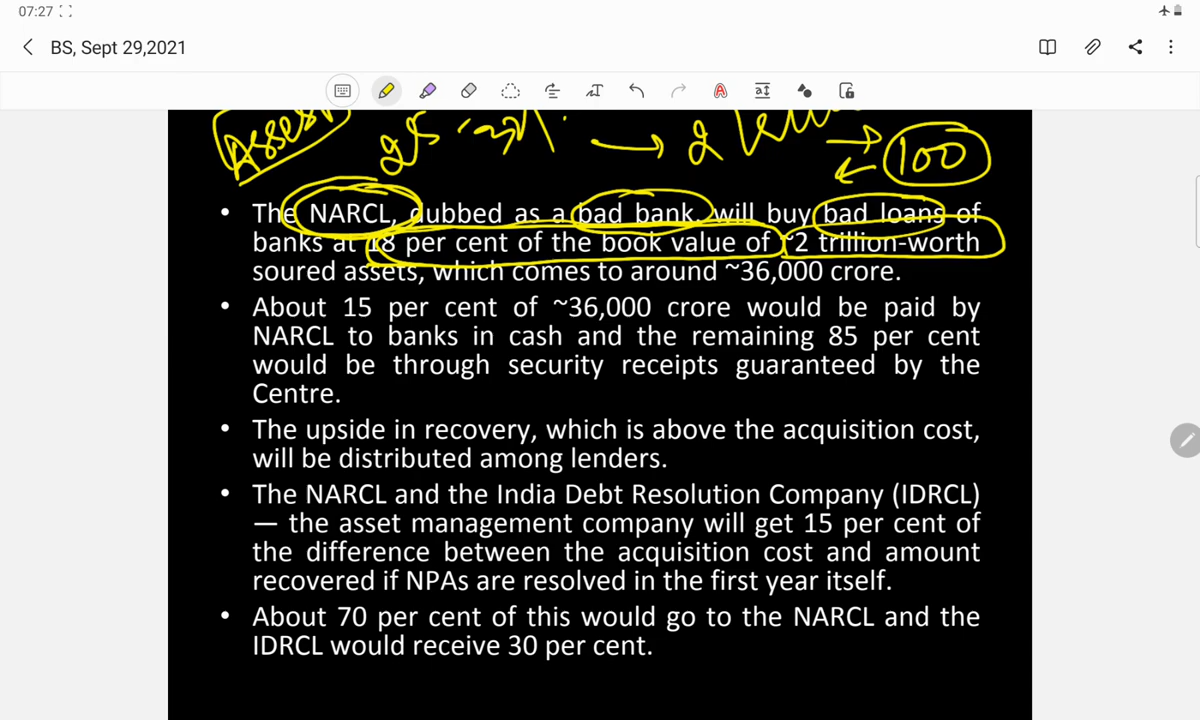 07:27
BS, Sept 29,2021
Assest
→ 2
100
• The NARCL, dubbed as a bad bank, will buy bad loans of
banks at 18 per cent of the book value of ~2 trillion-worth
soured assets, which comes to around ~36,000 crore.
• About 15 per cent of ~36,000 crore would be paid by
NARCL to banks in cash and the remaining 85 per cent
would be through security receipts guaranteed by the
Centre.
• The upside in recovery, which is above the acquisition cost,
will be distributed among lenders.
• The NARCL and the India Debt Resolution Company (IDRCL)
— the asset management company will get 15 per cent of
the difference between the acquisition cost and amount
recovered if NPAs are resolved in the first year itself.
• About 70 per cent of this would go to the NARCL and the
IDRCL would receive 30 per cent.